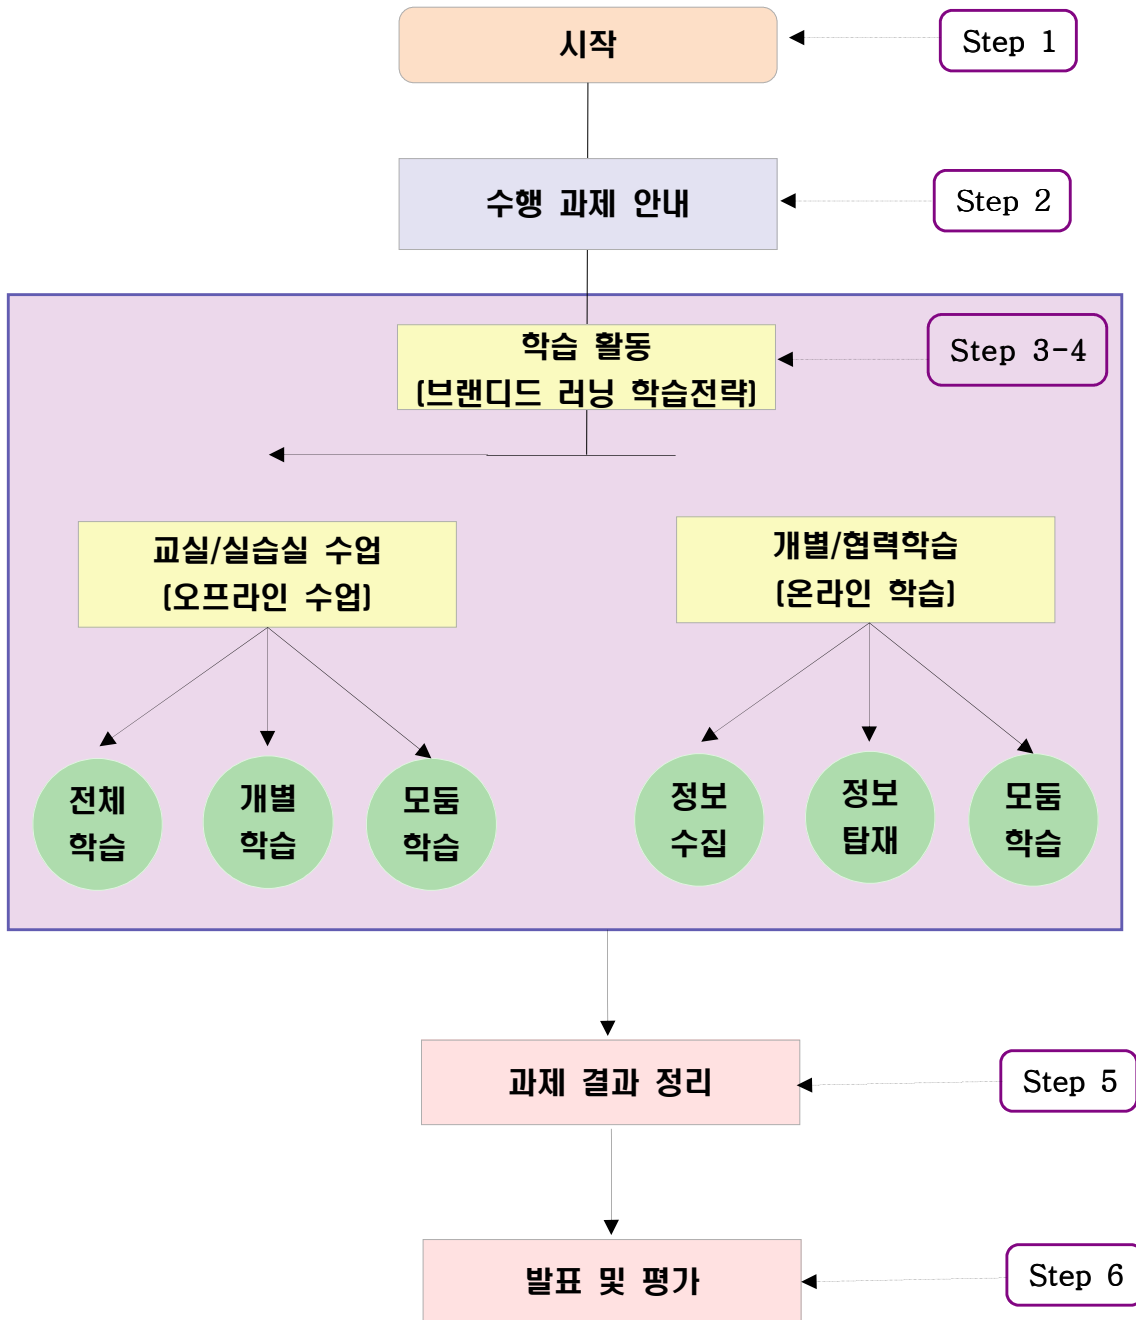 시작
Step 1
수행 과제 안내
Step 2
학습 활동
(브랜디드 러닝 학습전략)
Step 3-4
교실/실습실 수업
(오프라인 수업)
개별/협력학습
(온라인 학습)
전체
학습
개별
학습
모둠
학습
정보
수집
정보
탑재
모둠
학습
과제 결과 정리
Step 5
발표 및 평가
Step 6